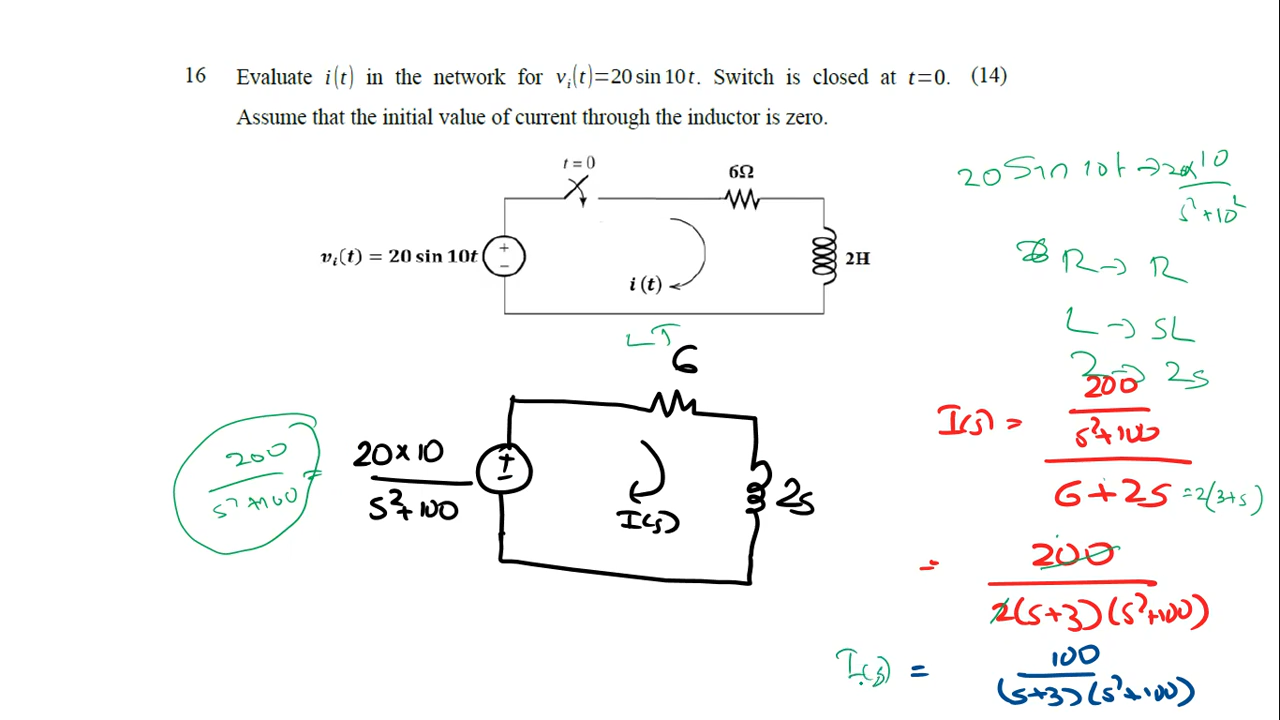 16 Evaluate i(t) in the network for vᵢ(t)=20 sin 10t. Switch is closed at t=0. (14)
Assume that the initial value of current through the inductor is zero.
t = 0
6Ω
vᵢ(t) = 20 sin 10t
+
−
2H
i (t)
20 Sin 10t → 20×10 / s²+10²
R → R
L → SL
2 → 2s
LT
6
200 / s²+100 =
20×10 / s²+100
+
−
I(s)
2s
I(s) = 200 / s²+100 / 6+2s = 2(3+s)
= 200 / 2(s+3)(s²+100)
I(s) = 100 / (s+3)(s²+100)